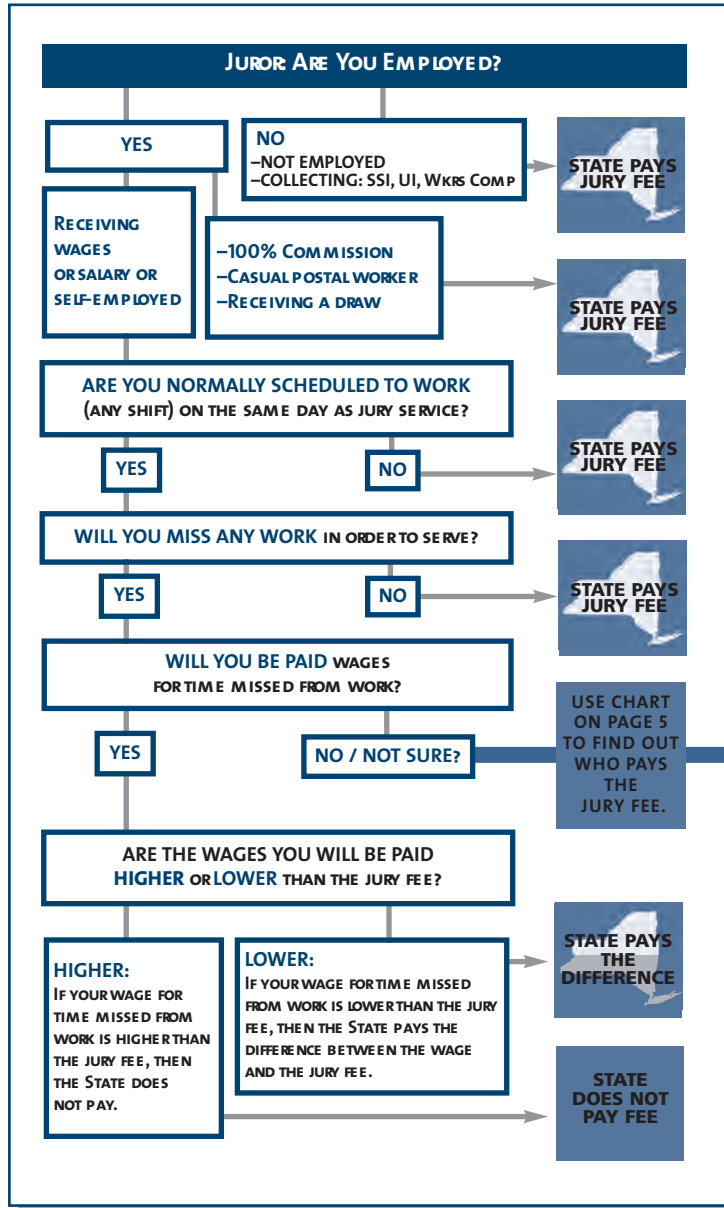 JUROR: ARE YOU EMPLOYED?
YES
NO
–NOT EMPLOYED
–COLLECTING: SSI, UI, WKRS COMP
STATE PAYS
JURY FEE
RECEIVING
WAGES
OR SALARY OR
SELF-EMPLOYED
–100% COMMISSION
–CASUAL POSTAL WORKER
–RECEIVING A DRAW
STATE PAYS
JURY FEE
ARE YOU NORMALLY SCHEDULED TO WORK
(ANY SHIFT) ON THE SAME DAY AS JURY SERVICE?
YES
NO
STATE PAYS
JURY FEE
WILL YOU MISS ANY WORK IN ORDER TO SERVE?
YES
NO
STATE PAYS
JURY FEE
WILL YOU BE PAID WAGES
FOR TIME MISSED FROM WORK?
YES
NO / NOT SURE?
USE CHART
ON PAGE 5
TO FIND OUT
WHO PAYS
THE
JURY FEE.
ARE THE WAGES YOU WILL BE PAID
HIGHER OR LOWER THAN THE JURY FEE?
HIGHER:
IF YOUR WAGE FOR
TIME MISSED FROM
WORK IS HIGHER THAN
THE JURY FEE, THEN
THE STATE DOES
NOT PAY.
LOWER:
IF YOUR WAGE FOR TIME MISSED
FROM WORK IS LOWER THAN THE JURY
FEE, THEN THE STATE PAYS THE
DIFFERENCE BETWEEN THE WAGE
AND THE JURY FEE.
STATE PAYS
THE
DIFFERENCE
STATE
DOES NOT
PAY FEE